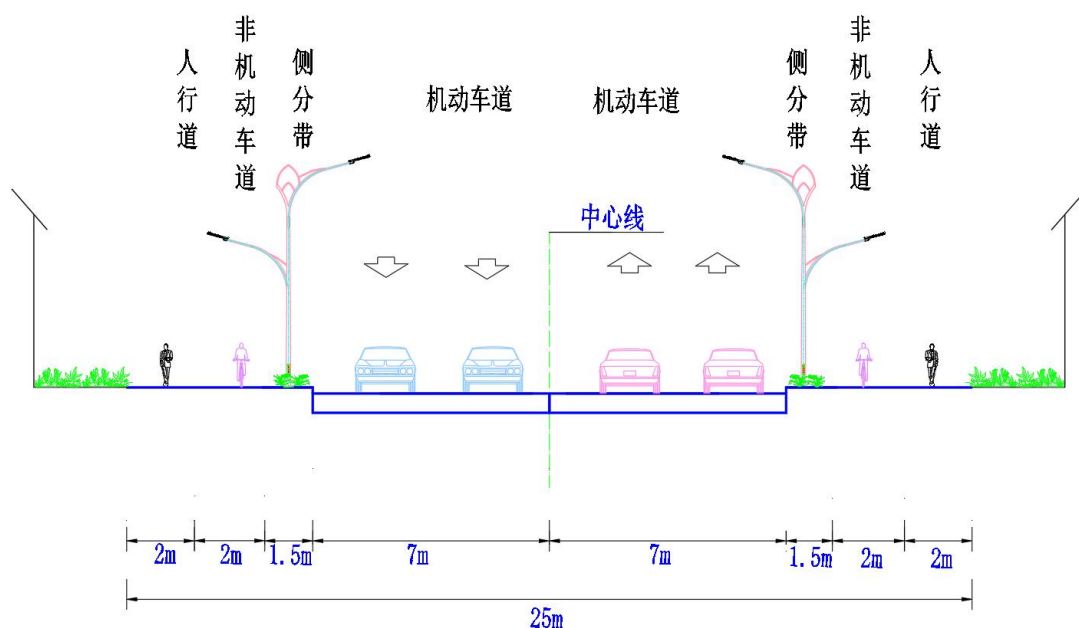 人行道
非机动车道
侧分带
机动车道
机动车道
侧分带
非机动车道
人行道
中心线
2m
2m
1.5m
7m
7m
1.5m
2m
2m
25m